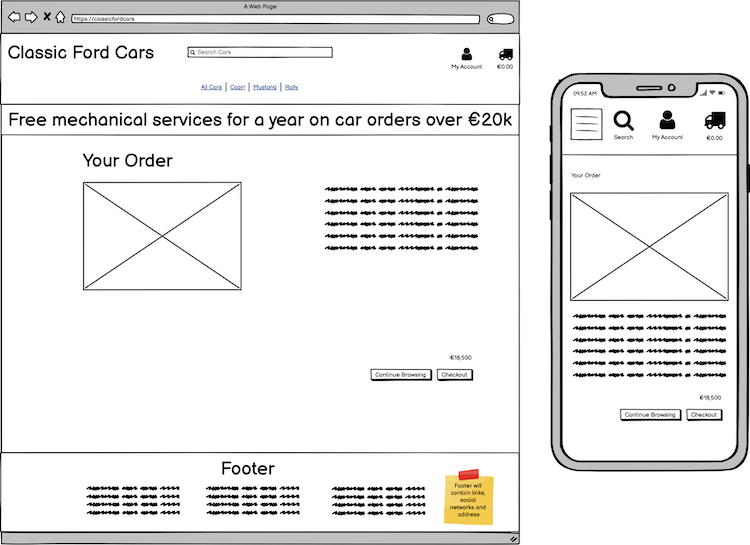 A Web Page
https://classicfordcars
Classic Ford Cars
Search Cars
My Account
€0.00
All Cars | Capri | Mustang | Rally
Free mechanical services for a year on car orders over €20k
Your Order
€18,500
Continue Browsing
Checkout
Footer
Footer will
contain links,
social
networks and
address
09:52 AM
Search
My Account
€0.00
Your Order
€18,500
Continue Browsing
Checkout